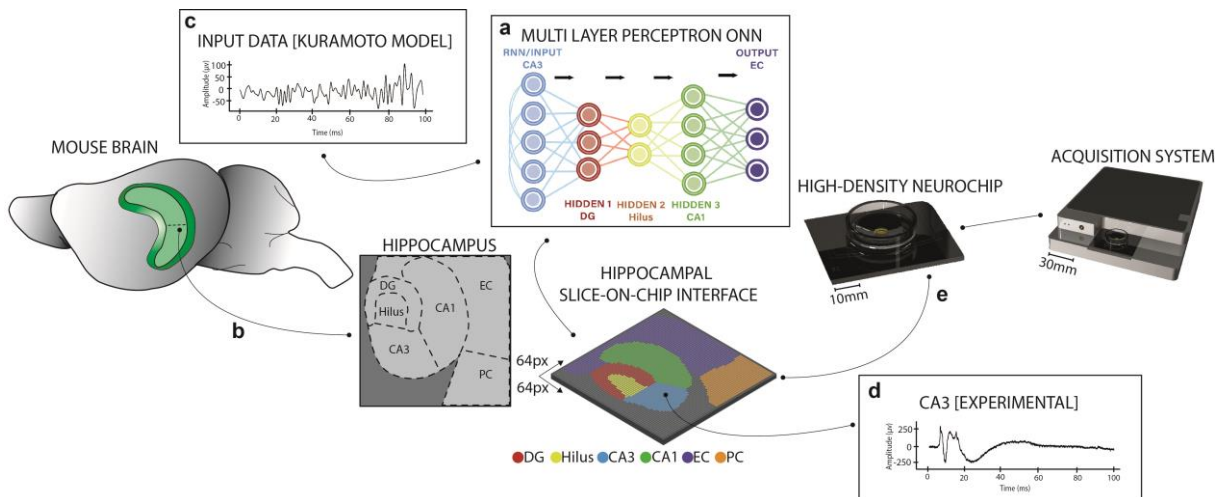 c
INPUT DATA [KURAMOTO MODEL]
Amplitude (μv)
100
50
0
-50
0 20 40 60 80 100
Time (ms)
a
MULTI LAYER PERCEPTRON ONN
RNN/INPUT
CA3
OUTPUT
EC
HIDDEN 1
DG
HIDDEN 2
Hilus
HIDDEN 3
CA1
MOUSE BRAIN
b
HIPPOCAMPUS
DG
Hilus
CA3
CA1
EC
PC
HIPPOCAMPAL
SLICE-ON-CHIP INTERFACE
64px
64px
DG Hilus CA3 CA1 EC PC
HIGH-DENSITY NEUROCHIP
10mm
e
ACQUISITION SYSTEM
30mm
d
CA3 [EXPERIMENTAL]
Amplitude (μv)
250
0
-250
0 20 40 60 80 100
Time (ms)